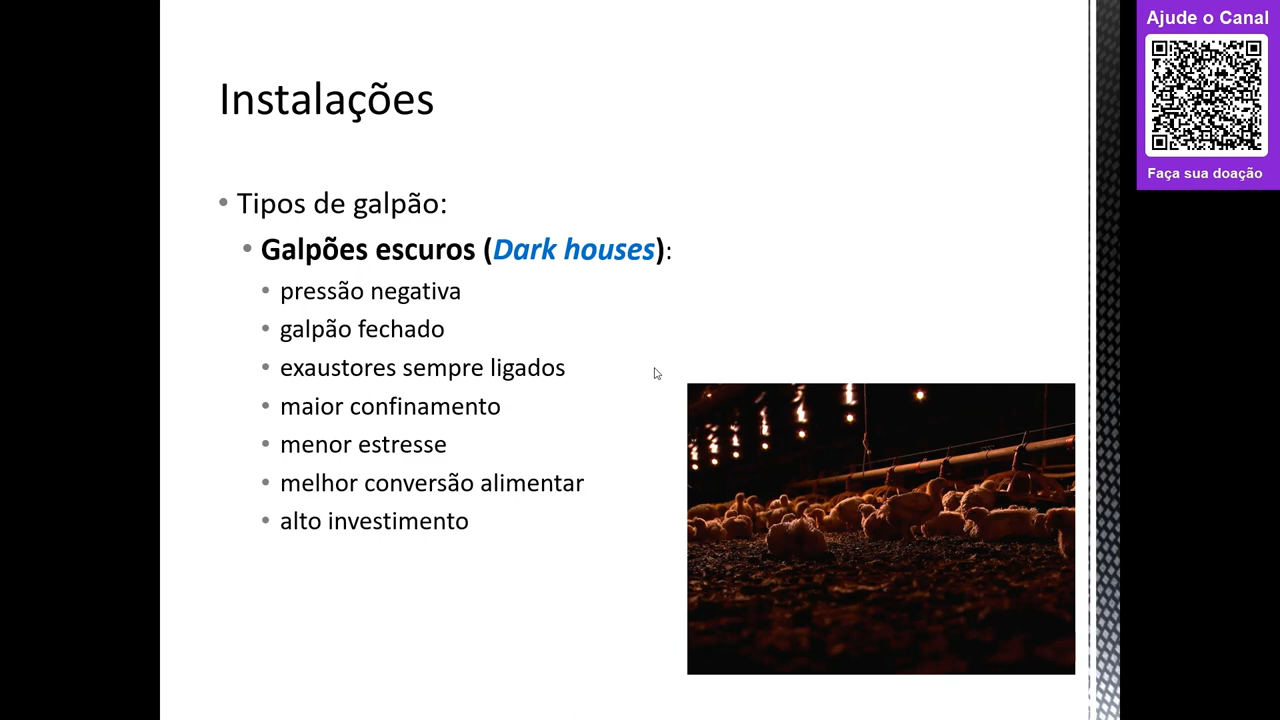 Instalações
• Tipos de galpão:
• Galpões escuros (Dark houses):
• pressão negativa
• galpão fechado
• exaustores sempre ligados
• maior confinamento
• menor estresse
• melhor conversão alimentar
• alto investimento
Ajude o Canal
Faça sua doação